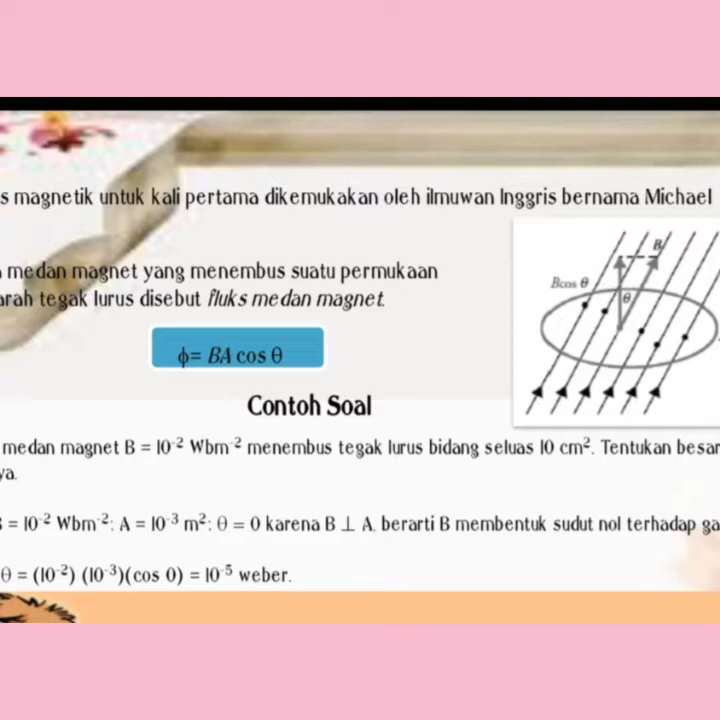 s magnetik untuk kali pertama dikemukakan oleh ilmuwan Inggris bernama Michael
medan magnet yang menembus suatu permukaan
arah tegak lurus disebut fluks medan magnet.
B
Bcos θ
θ
ϕ= BA cos θ
Contoh Soal
medan magnet B = 10⁻² Wbm⁻² menembus tegak lurus bidang seluas 10 cm². Tentukan besar
ya.
B = 10⁻² Wbm⁻²; A = 10⁻³ m²; θ = 0 karena B ⊥ A. berarti B membentuk sudut nol terhadap ga
θ = (10⁻²) (10⁻³)(cos 0) = 10⁻⁵ weber.